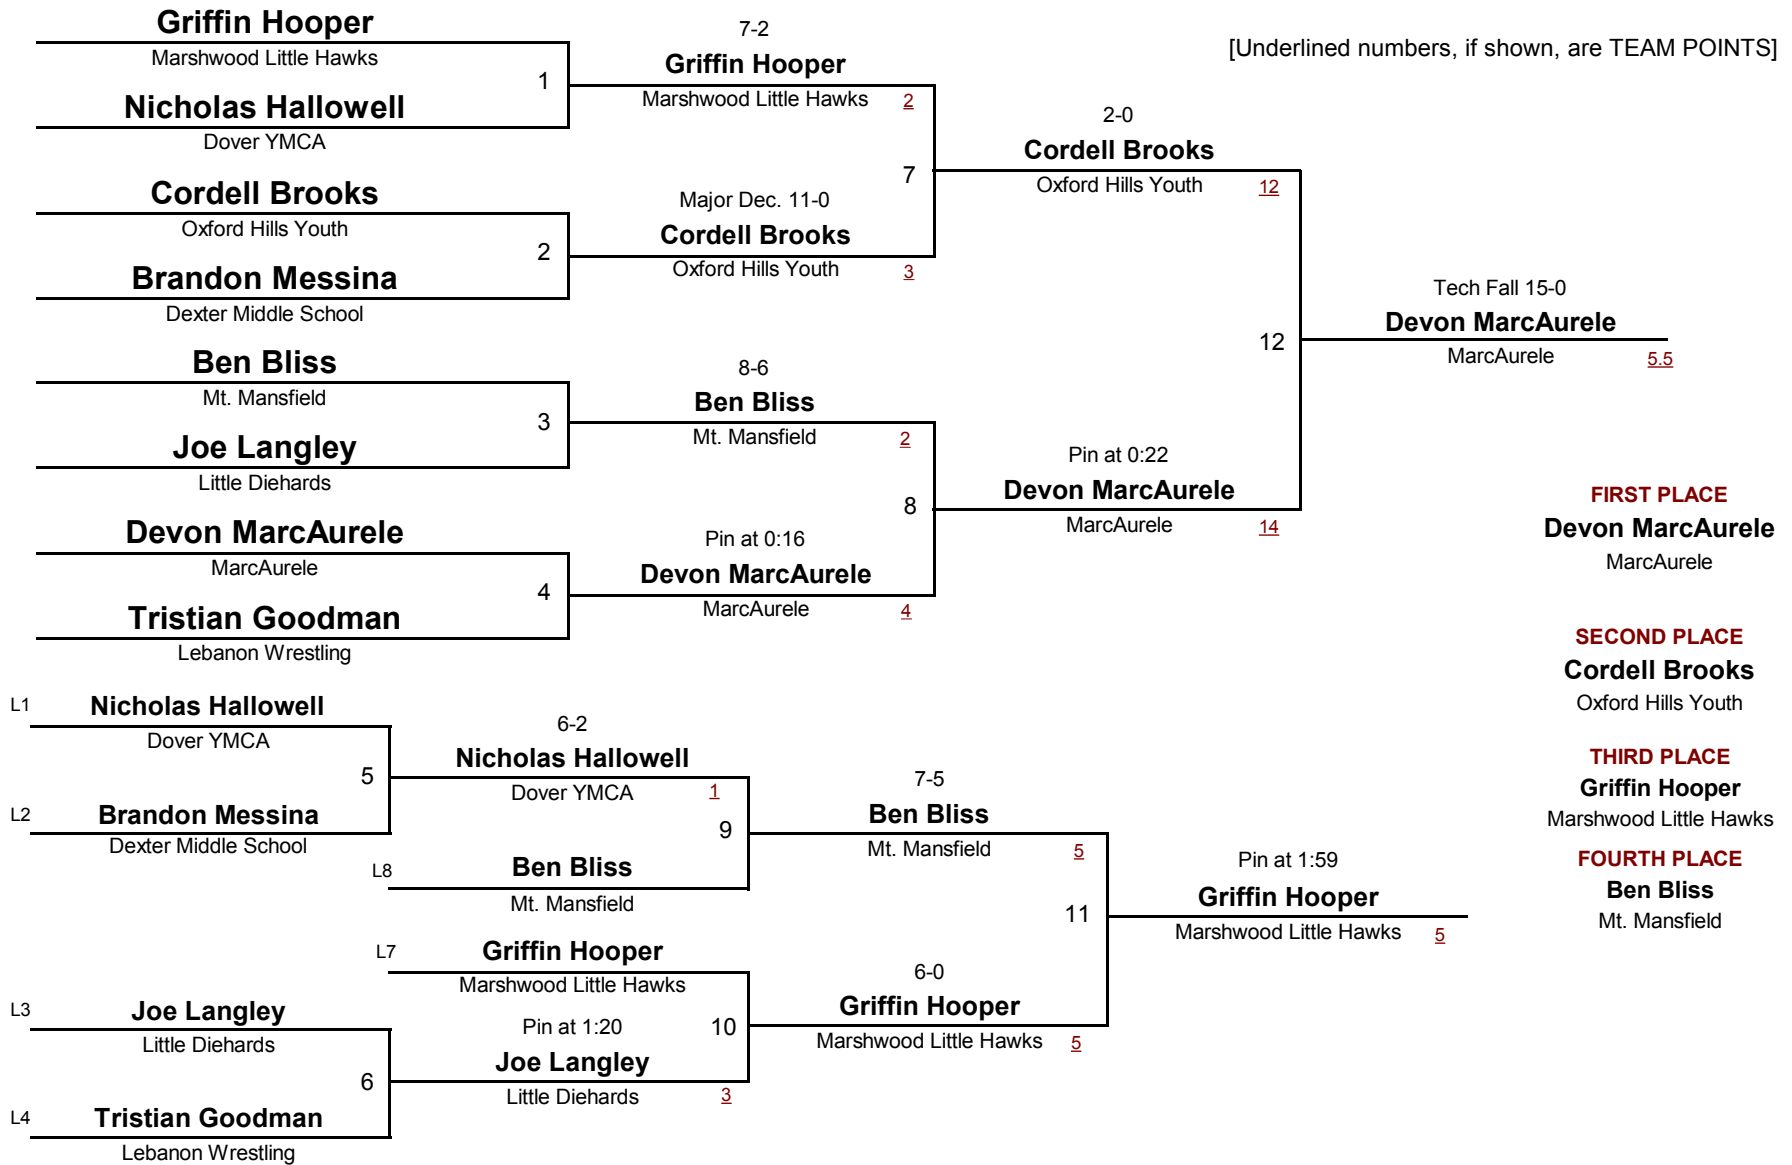 Griffin Hooper
Marshwood Little Hawks
1
Nicholas Hallowell
Dover YMCA
Cordell Brooks
Oxford Hills Youth
2
Brandon Messina
Dexter Middle School
Ben Bliss
Mt. Mansfield
3
Joe Langley
Little Diehards
Devon MarcAurele
MarcAurele
4
Tristian Goodman
Lebanon Wrestling
7-2
Griffin Hooper
Marshwood Little Hawks 2
7
Major Dec. 11-0
Cordell Brooks
Oxford Hills Youth 3
8-6
Ben Bliss
Mt. Mansfield 2
8
Pin at 0:16
Devon MarcAurele
MarcAurele 4
2-0
Cordell Brooks
Oxford Hills Youth 12
12
Pin at 0:22
Devon MarcAurele
MarcAurele 14
[Underlined numbers, if shown, are TEAM POINTS]
Tech Fall 15-0
Devon MarcAurele
MarcAurele 5.5
L1 Nicholas Hallowell
Dover YMCA
5
L2 Brandon Messina
Dexter Middle School
L3 Joe Langley
Little Diehards
6
L4 Tristian Goodman
Lebanon Wrestling
6-2
Nicholas Hallowell
Dover YMCA 1
9
L8 Ben Bliss
Mt. Mansfield
L7 Griffin Hooper
Marshwood Little Hawks
Pin at 1:20 10
Joe Langley
Little Diehards 3
7-5
Ben Bliss
Mt. Mansfield 5
11
6-0
Griffin Hooper
Marshwood Little Hawks 5
Pin at 1:59
Griffin Hooper
Marshwood Little Hawks 5
FIRST PLACE
Devon MarcAurele
MarcAurele
SECOND PLACE
Cordell Brooks
Oxford Hills Youth
THIRD PLACE
Griffin Hooper
Marshwood Little Hawks
FOURTH PLACE
Ben Bliss
Mt. Mansfield